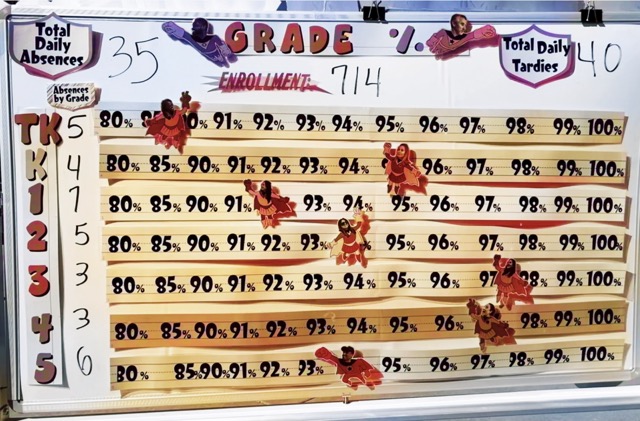 Total Daily Absences
35
GRADE %
Total Daily Tardies
40
ENROLLMENT: 714
Absences by Grade
TK 5 80% 91% 92% 93% 94% 95% 96% 97% 98% 99% 100%
K 4 80% 85% 90% 91% 92% 93% 94% 96% 97% 98% 99% 100%
1 7 80% 85% 90% 91% 93% 94% 95% 96% 97% 98% 99% 100%
2 5 80% 85% 90% 91% 92% 93% 95% 96% 97% 98% 99% 100%
3 3 80% 85% 90% 91% 92% 93% 94% 95% 96% 97 98% 99% 100%
4 3 80% 85% 90% 91% 92% 93% 94% 95% 96% 98% 99% 100%
5 6 80% 85% 90% 91% 92% 93% 95% 96% 97% 98% 99% 100%